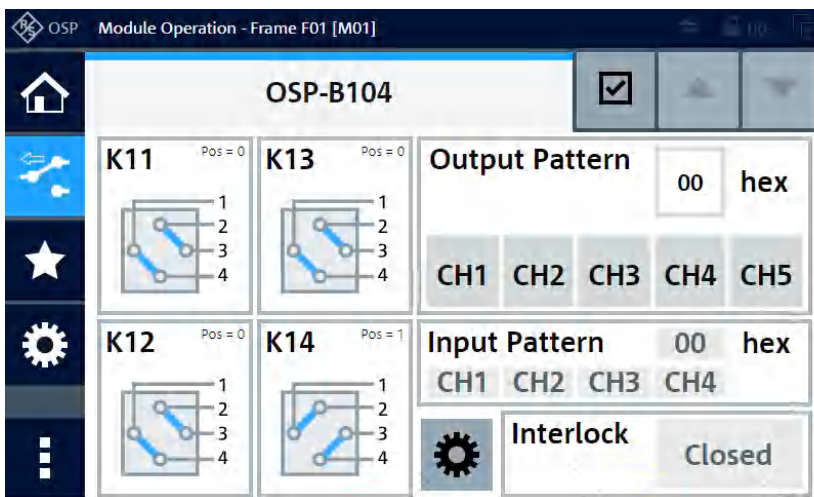 R&S OSP Module Operation - Frame F01 [M01]
OSP-B104
K11 Pos = 0
1
2
3
4
K13 Pos = 0
1
2
3
4
Output Pattern
00 hex
CH1 CH2 CH3 CH4 CH5
K12 Pos = 0
1
2
3
4
K14 Pos = 1
1
2
3
4
Input Pattern 00 hex
CH1 CH2 CH3 CH4
Interlock
Closed